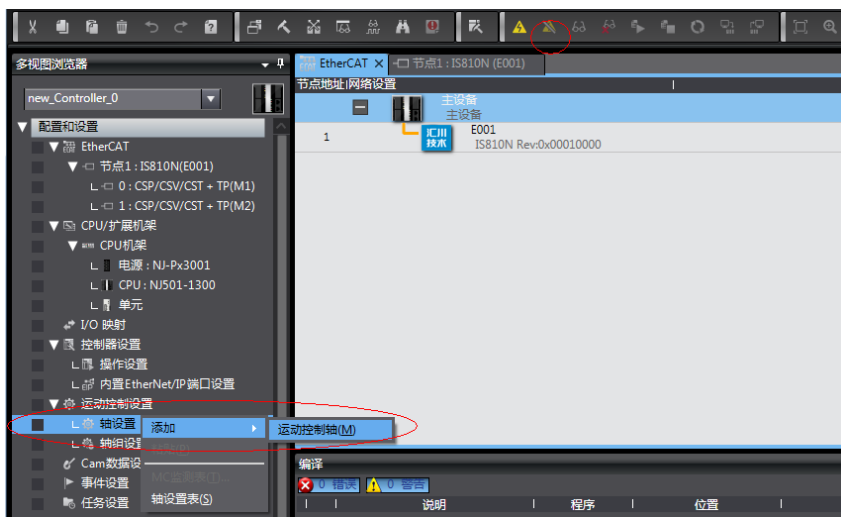 多视图浏览器
new_Controller_0
配置和设置
EtherCAT
节点1 : IS810N(E001)
0 : CSP/CSV/CST + TP(M1)
1 : CSP/CSV/CST + TP(M2)
CPU/扩展机架
CPU机架
电源 : NJ-Px3001
CPU : NJ501-1300
单元
I/O 映射
控制器设置
操作设置
内置EtherNet/IP端口设置
运动控制设置
轴设置
轴组设置
Cam数据设
事件设置
任务设置
添加
轴设置表(S)
运动控制轴(M)
EtherCAT
节点1 : IS810N (E001)
节点地址|网络设置
主设备
主设备
1
汇川
技术
E001
IS810N Rev:0x00010000
编译
0 错误
0 警告
说明
程序
位置